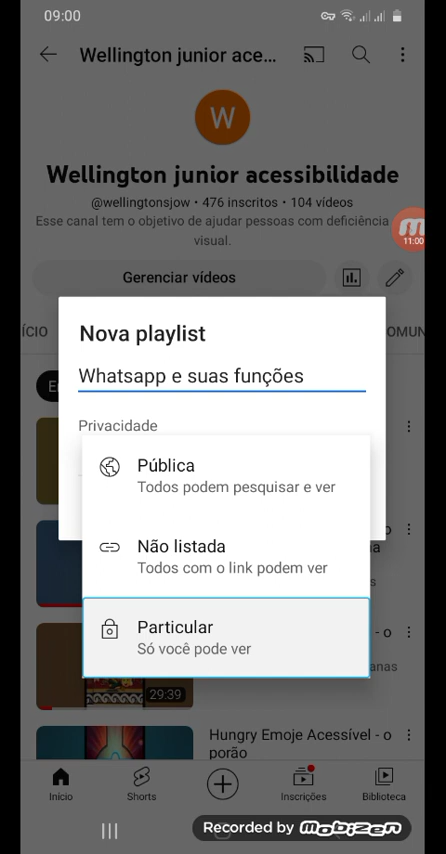 09:00
Wellington junior ace...
W
Wellington junior acessibilidade
@wellingtonsjow • 476 inscritos • 104 vídeos
Esse canal tem o objetivo de ajudar pessoas com deficiência
visual.
11:00
Gerenciar vídeos
ÍCIO
OMUN
Nova playlist
Whatsapp e suas funções
Privacidade
Pública
Todos podem pesquisar e ver
Não listada
Todos com o link podem ver
Particular
Só você pode ver
- o
anas
29:39
Hungry Emoje Acessível - o
porão
Início
Shorts
Inscrições
Biblioteca
Recorded by Mobizen